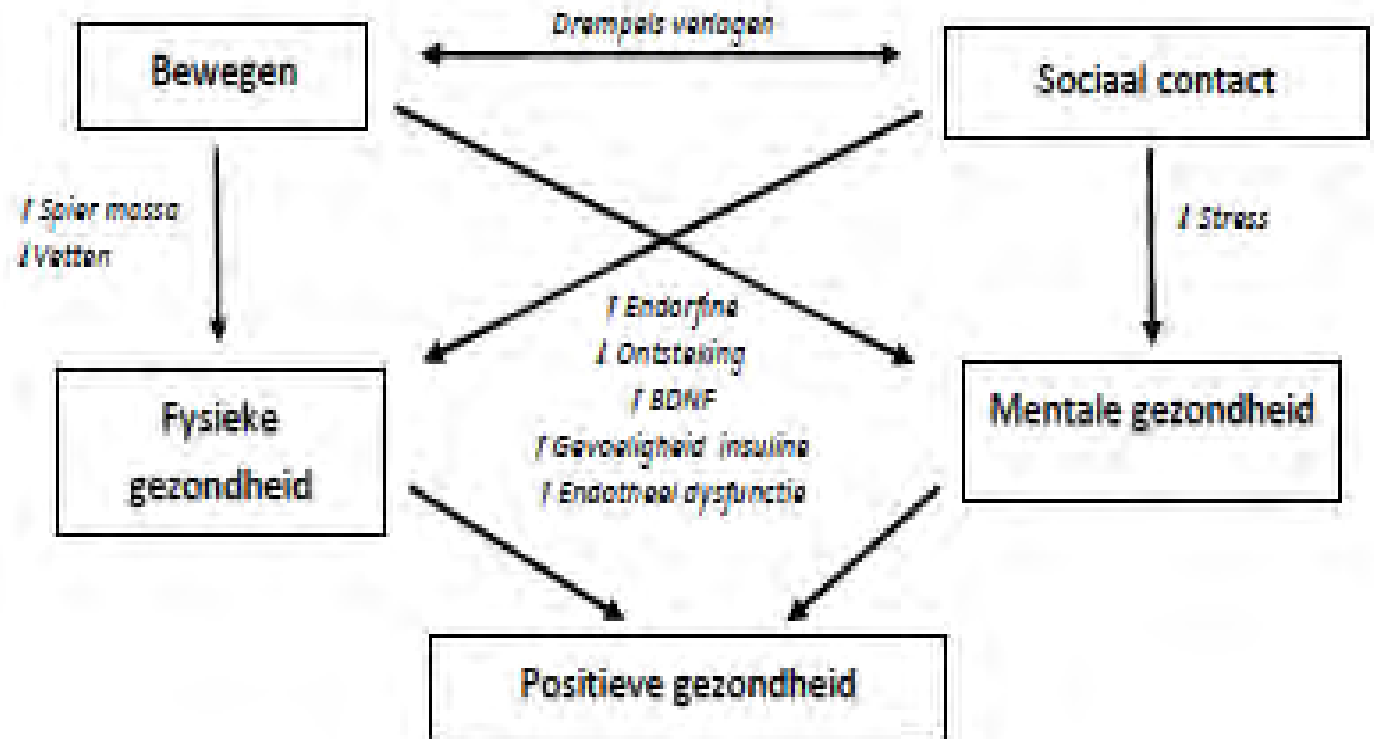 Drempels verlagen
Bewegen
Sociaal contact
Spier massa
Vetten
Stress
↑ Endorfine
↓ Ontsteking
↑ BDNF
↑ Gevoeligheid insuline
Endotheel dysfunctie
Fysieke
gezondheid
Mentale gezondheid
Positieve gezondheid